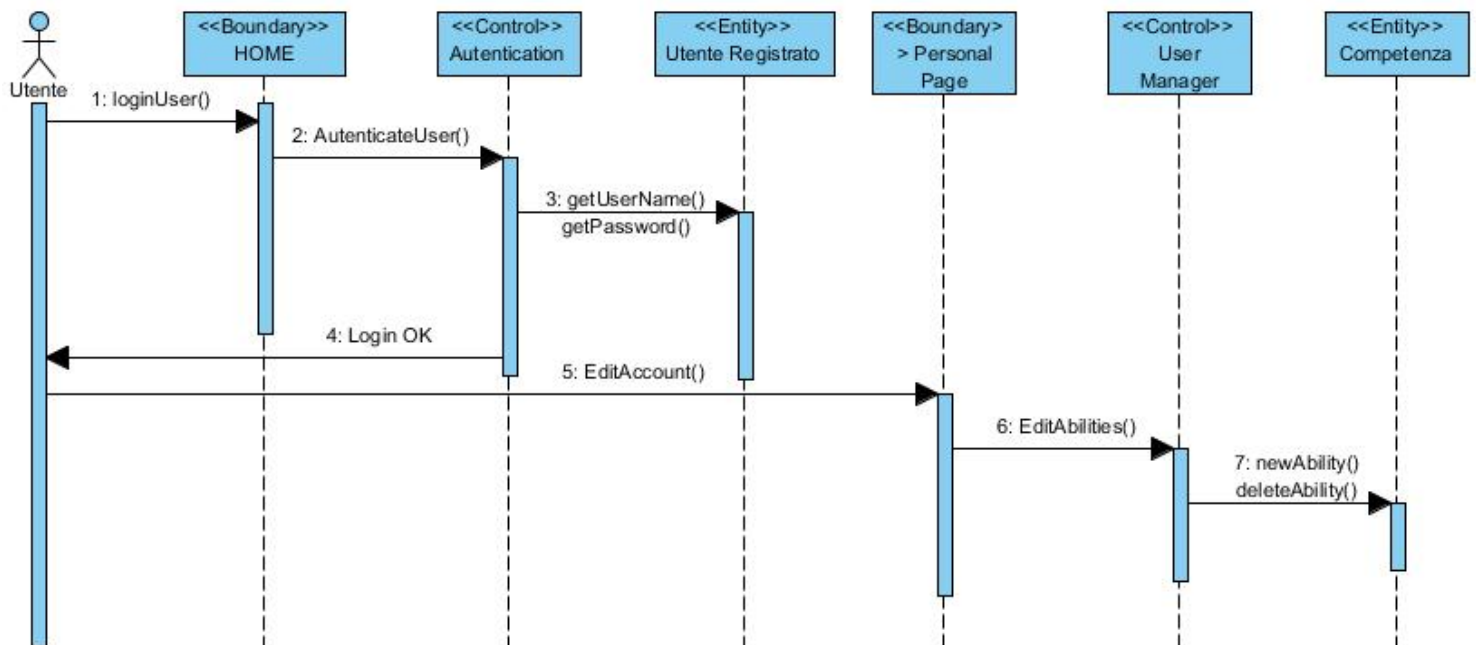 Utente
<<Boundary>>
HOME
<<Control>>
Autentication
<<Entity>>
Utente Registrato
<<Boundary>
> Personal
Page
<<Control>>
User
Manager
<<Entity>>
Competenza
1: loginUser()
2: AutenticateUser()
3: getUserName()
getPassword()
4: Login OK
5: EditAccount()
6: EditAbilities()
7: newAbility()
deleteAbility()